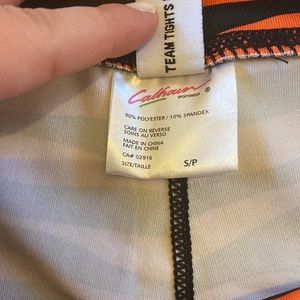 TEAM TIGHTS
Calhoun
SPORTSWEAR
90% POLYESTER / 10% SPANDEX
CARE ON REVERSE
SOINS AU VERSO
MADE IN CHINA
FAIT EN CHINE
CA# 02916
SIZE/TAILLE S/P